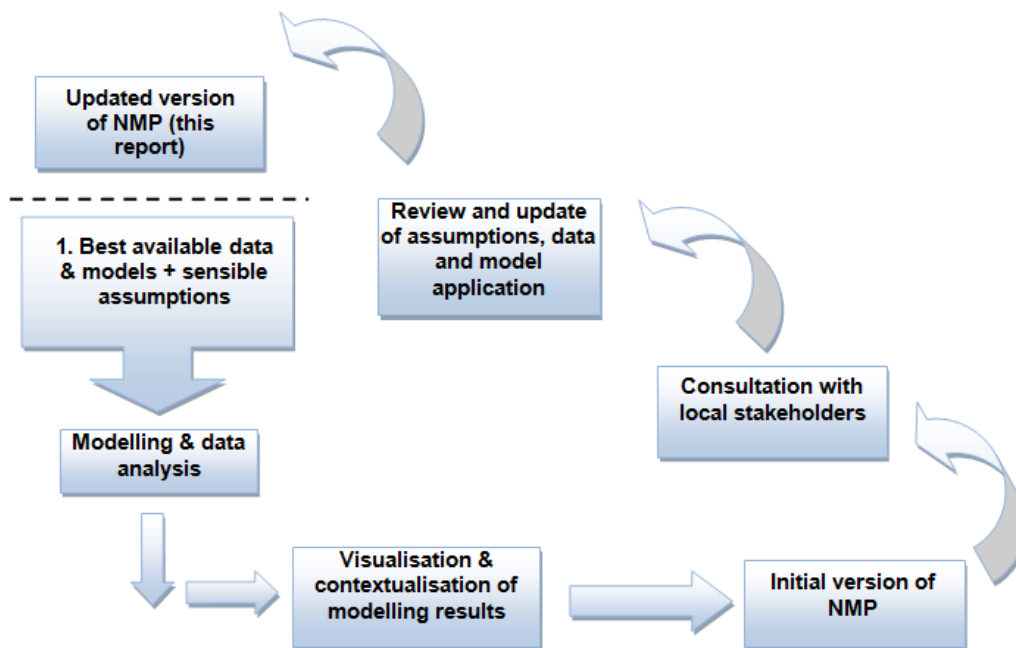 Updated version
of NMP (this
report)
1. Best available data
& models + sensible
assumptions
Modelling & data
analysis
Visualisation &
contextualisation of
modelling results
Initial version of
NMP
Consultation with
local stakeholders
Review and update
of assumptions, data
and model
application